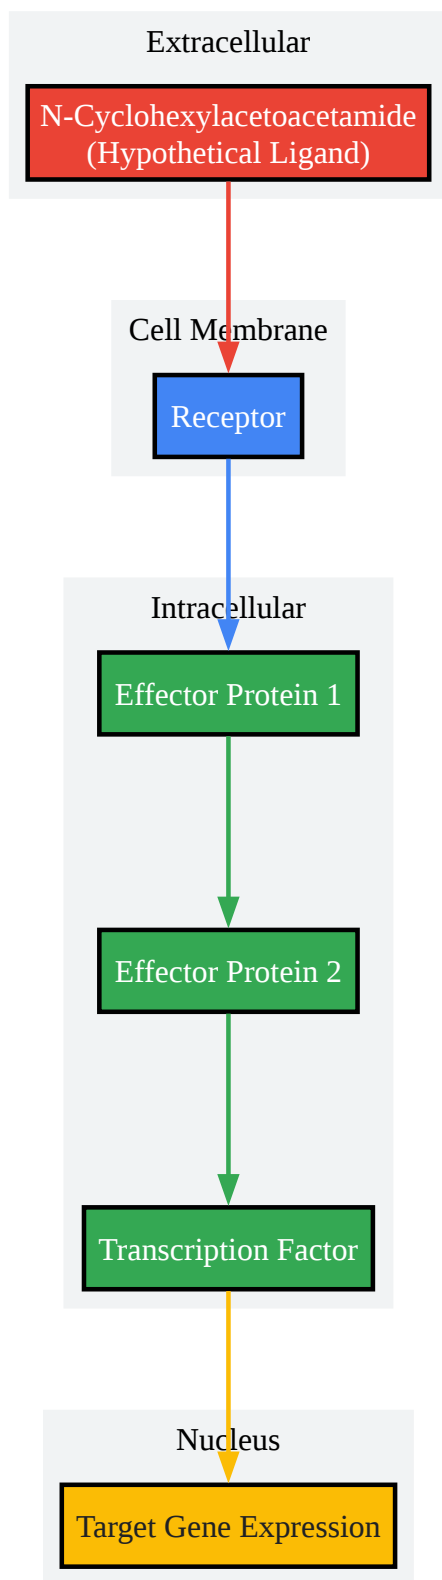 Extracellular
N-Cyclohexylacetoacetamide
(Hypothetical Ligand)
Cell Membrane
Receptor
Intracellular
Effector Protein 1
Effector Protein 2
Transcription Factor
Nucleus
Target Gene Expression